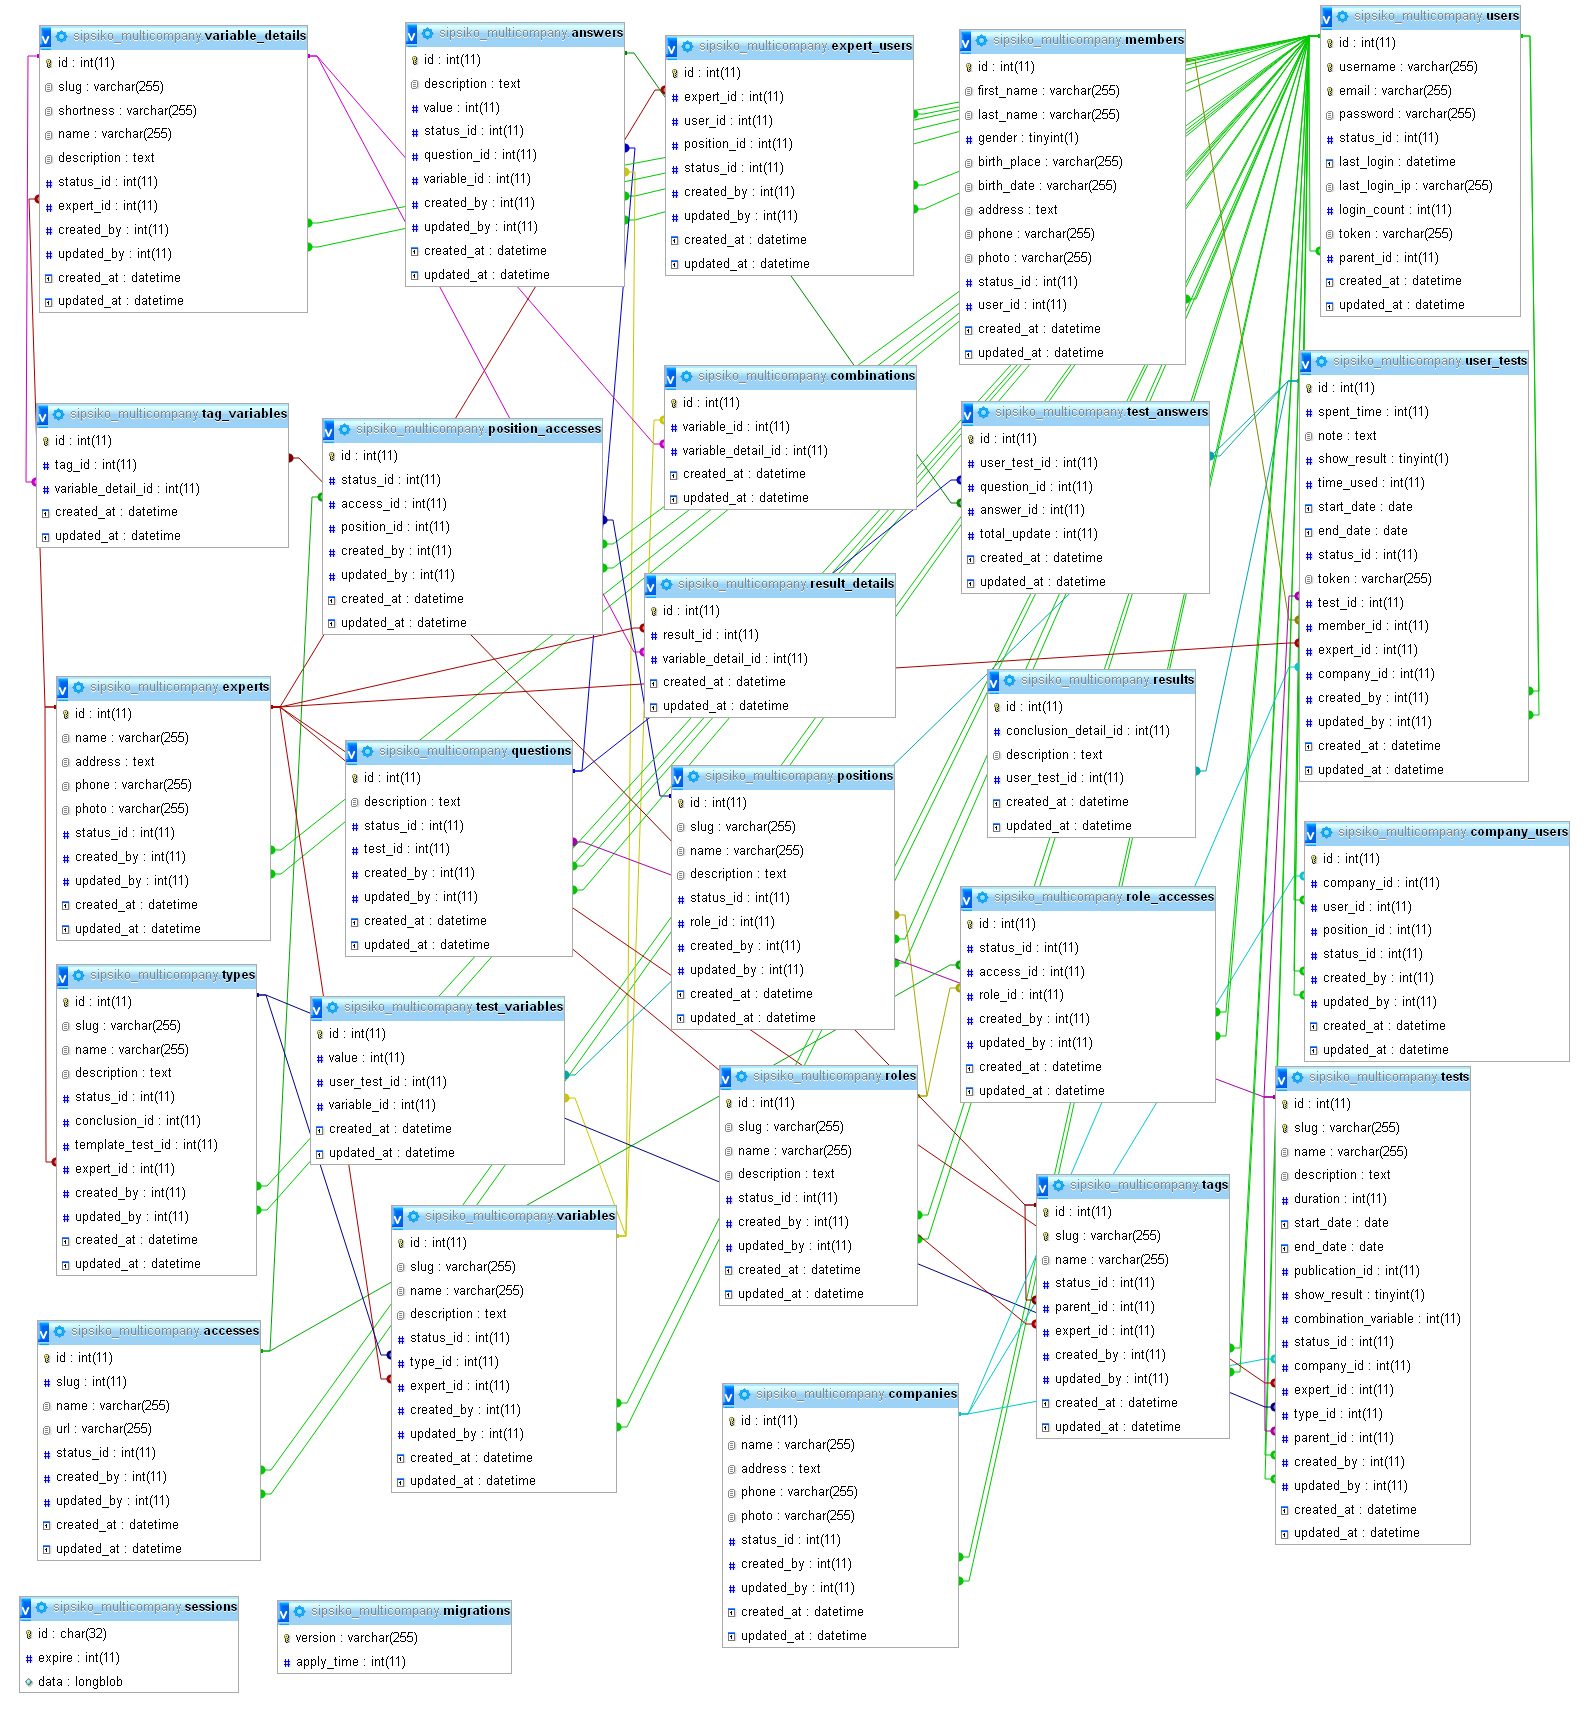 sipsiko_multicompany.variable_details
id : int(11)
slug : varchar(255)
shortness : varchar(255)
name : varchar(255)
description : text
status_id : int(11)
expert_id : int(11)
created_by : int(11)
updated_by : int(11)
created_at : datetime
updated_at : datetime
sipsiko_multicompany.answers
id : int(11)
description : text
value : int(11)
status_id : int(11)
question_id : int(11)
variable_id : int(11)
created_by : int(11)
updated_by : int(11)
created_at : datetime
updated_at : datetime
sipsiko_multicompany.expert_users
id : int(11)
expert_id : int(11)
user_id : int(11)
position_id : int(11)
status_id : int(11)
created_by : int(11)
updated_by : int(11)
created_at : datetime
updated_at : datetime
sipsiko_multicompany.members
id : int(11)
first_name : varchar(255)
last_name : varchar(255)
gender : tinyint(1)
birth_place : varchar(255)
birth_date : varchar(255)
address : text
phone : varchar(255)
photo : varchar(255)
status_id : int(11)
user_id : int(11)
created_at : datetime
updated_at : datetime
sipsiko_multicompany.users
id : int(11)
username : varchar(255)
email : varchar(255)
password : varchar(255)
status_id : int(11)
last_login : datetime
last_login_ip : varchar(255)
login_count : int(11)
token : varchar(255)
parent_id : int(11)
created_at : datetime
updated_at : datetime
sipsiko_multicompany.tag_variables
id : int(11)
tag_id : int(11)
variable_detail_id : int(11)
created_at : datetime
updated_at : datetime
sipsiko_multicompany.position_accesses
id : int(11)
status_id : int(11)
access_id : int(11)
position_id : int(11)
created_by : int(11)
updated_by : int(11)
created_at : datetime
updated_at : datetime
sipsiko_multicompany.combinations
id : int(11)
variable_id : int(11)
variable_detail_id : int(11)
created_at : datetime
updated_at : datetime
sipsiko_multicompany.test_answers
id : int(11)
user_test_id : int(11)
question_id : int(11)
answer_id : int(11)
total_update : int(11)
created_at : datetime
updated_at : datetime
sipsiko_multicompany.user_tests
id : int(11)
spent_time : int(11)
note : text
show_result : tinyint(1)
time_used : int(11)
start_date : date
end_date : date
status_id : int(11)
token : varchar(255)
test_id : int(11)
member_id : int(11)
expert_id : int(11)
company_id : int(11)
created_by : int(11)
updated_by : int(11)
created_at : datetime
updated_at : datetime
sipsiko_multicompany.result_details
id : int(11)
result_id : int(11)
variable_detail_id : int(11)
created_at : datetime
updated_at : datetime
sipsiko_multicompany.experts
id : int(11)
name : varchar(255)
address : text
phone : varchar(255)
photo : varchar(255)
status_id : int(11)
created_by : int(11)
updated_by : int(11)
created_at : datetime
updated_at : datetime
sipsiko_multicompany.questions
id : int(11)
description : text
status_id : int(11)
test_id : int(11)
created_by : int(11)
updated_by : int(11)
created_at : datetime
updated_at : datetime
sipsiko_multicompany.positions
id : int(11)
slug : varchar(255)
name : varchar(255)
description : text
status_id : int(11)
role_id : int(11)
created_by : int(11)
updated_by : int(11)
created_at : datetime
updated_at : datetime
sipsiko_multicompany.results
id : int(11)
conclusion_detail_id : int(11)
description : text
user_test_id : int(11)
created_at : datetime
updated_at : datetime
sipsiko_multicompany.company_users
id : int(11)
company_id : int(11)
user_id : int(11)
position_id : int(11)
status_id : int(11)
created_by : int(11)
updated_by : int(11)
created_at : datetime
updated_at : datetime
sipsiko_multicompany.role_accesses
id : int(11)
status_id : int(11)
access_id : int(11)
role_id : int(11)
created_by : int(11)
updated_by : int(11)
created_at : datetime
updated_at : datetime
sipsiko_multicompany.types
id : int(11)
slug : varchar(255)
name : varchar(255)
description : text
status_id : int(11)
conclusion_id : int(11)
template_test_id : int(11)
expert_id : int(11)
created_by : int(11)
updated_by : int(11)
created_at : datetime
updated_at : datetime
sipsiko_multicompany.test_variables
id : int(11)
value : int(11)
user_test_id : int(11)
variable_id : int(11)
created_at : datetime
updated_at : datetime
sipsiko_multicompany.roles
id : int(11)
slug : varchar(255)
name : varchar(255)
description : text
status_id : int(11)
created_by : int(11)
updated_by : int(11)
created_at : datetime
updated_at : datetime
sipsiko_multicompany.tests
id : int(11)
slug : varchar(255)
name : varchar(255)
description : text
duration : int(11)
start_date : date
end_date : date
publication_id : int(11)
show_result : tinyint(1)
combination_variable : int(11)
status_id : int(11)
company_id : int(11)
expert_id : int(11)
type_id : int(11)
parent_id : int(11)
created_by : int(11)
updated_by : int(11)
created_at : datetime
updated_at : datetime
sipsiko_multicompany.tags
id : int(11)
slug : varchar(255)
name : varchar(255)
status_id : int(11)
parent_id : int(11)
expert_id : int(11)
created_by : int(11)
updated_by : int(11)
created_at : datetime
updated_at : datetime
sipsiko_multicompany.variables
id : int(11)
slug : varchar(255)
name : varchar(255)
description : text
status_id : int(11)
type_id : int(11)
expert_id : int(11)
created_by : int(11)
updated_by : int(11)
created_at : datetime
updated_at : datetime
sipsiko_multicompany.accesses
id : int(11)
slug : int(11)
name : varchar(255)
url : varchar(255)
status_id : int(11)
created_by : int(11)
updated_by : int(11)
created_at : datetime
updated_at : datetime
sipsiko_multicompany.companies
id : int(11)
name : varchar(255)
address : text
phone : varchar(255)
photo : varchar(255)
status_id : int(11)
created_by : int(11)
updated_by : int(11)
created_at : datetime
updated_at : datetime
sipsiko_multicompany.sessions
id : char(32)
expire : int(11)
data : longblob
sipsiko_multicompany.migrations
version : varchar(255)
apply_time : int(11)